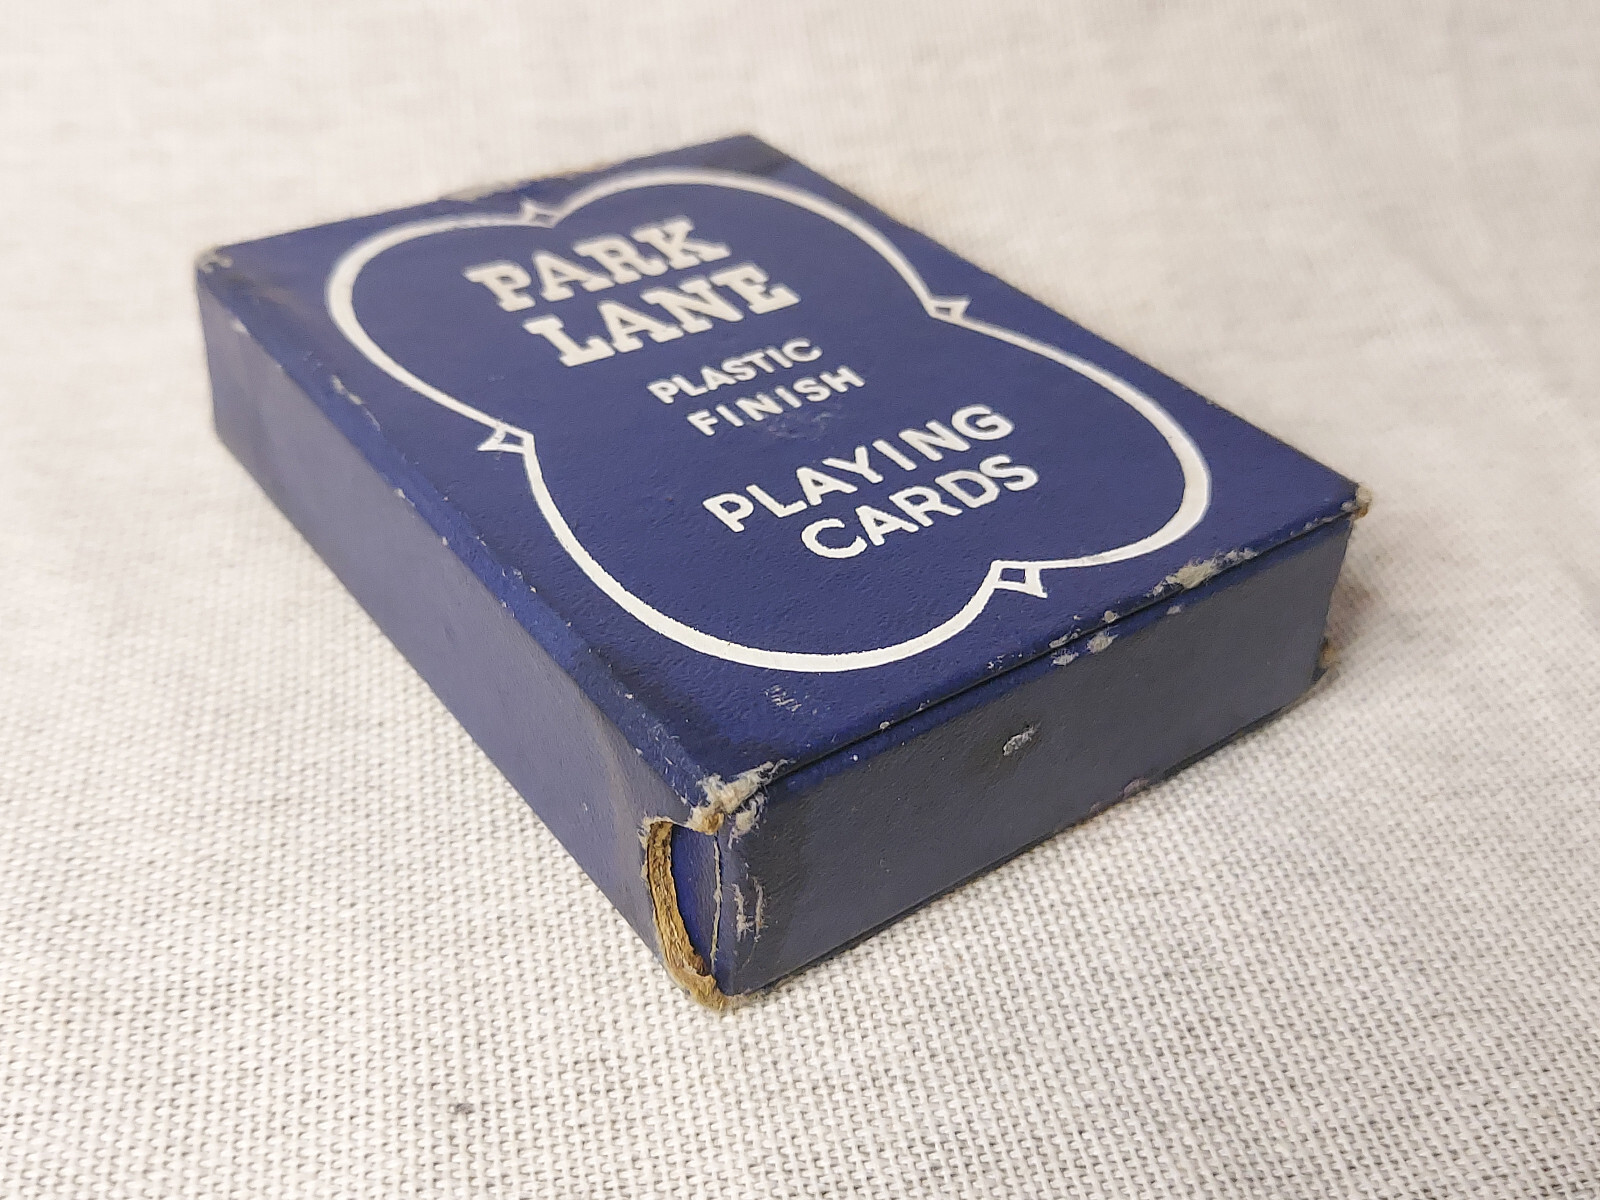 PARK
LANE
PLASTIC
FINISH
PLAYING
CARDS